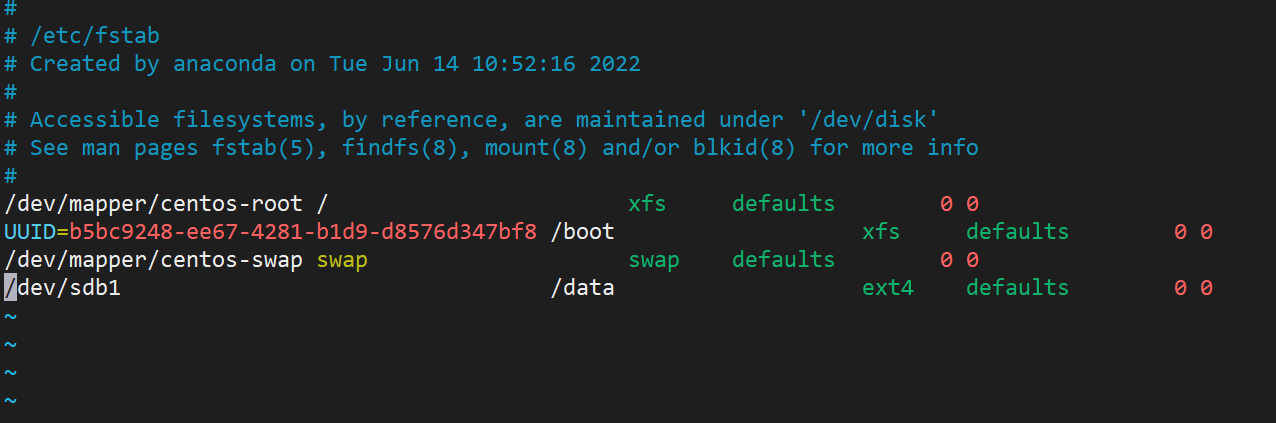 #
# /etc/fstab
# Created by anaconda on Tue Jun 14 10:52:16 2022
#
# Accessible filesystems, by reference, are maintained under '/dev/disk'
# See man pages fstab(5), findfs(8), mount(8) and/or blkid(8) for more info
#
/dev/mapper/centos-root /                       xfs     defaults        0 0
UUID=b5bc9248-ee67-4281-b1d9-d8576d347bf8 /boot                   xfs     defaults        0 0
/dev/mapper/centos-swap swap                    swap    defaults        0 0
/dev/sdb1                                 /data                   ext4    defaults        0 0
~
~
~
~